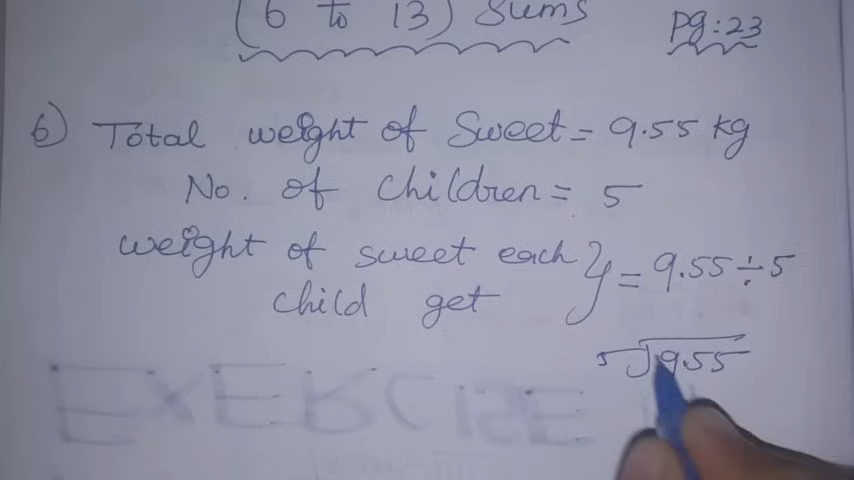 (6 to 13) Sums
Pg:23
6) Total weight of Sweet = 9.55 kg
No. of children = 5
weight of sweet each } = 9.55 ÷ 5
child get
5)9.55
EXERCISE